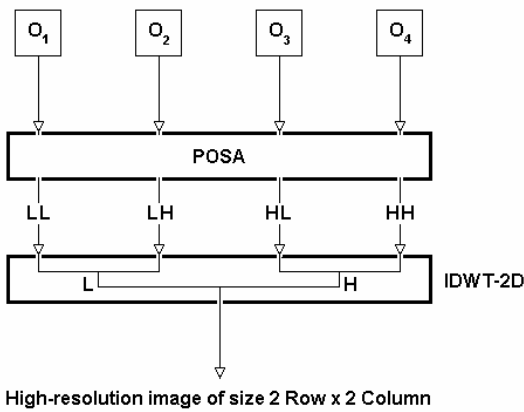 O1 O2 O3 O4
POSA
LL LH HL HH
L H
IDWT-2D
High-resolution image of size 2 Row x 2 Column